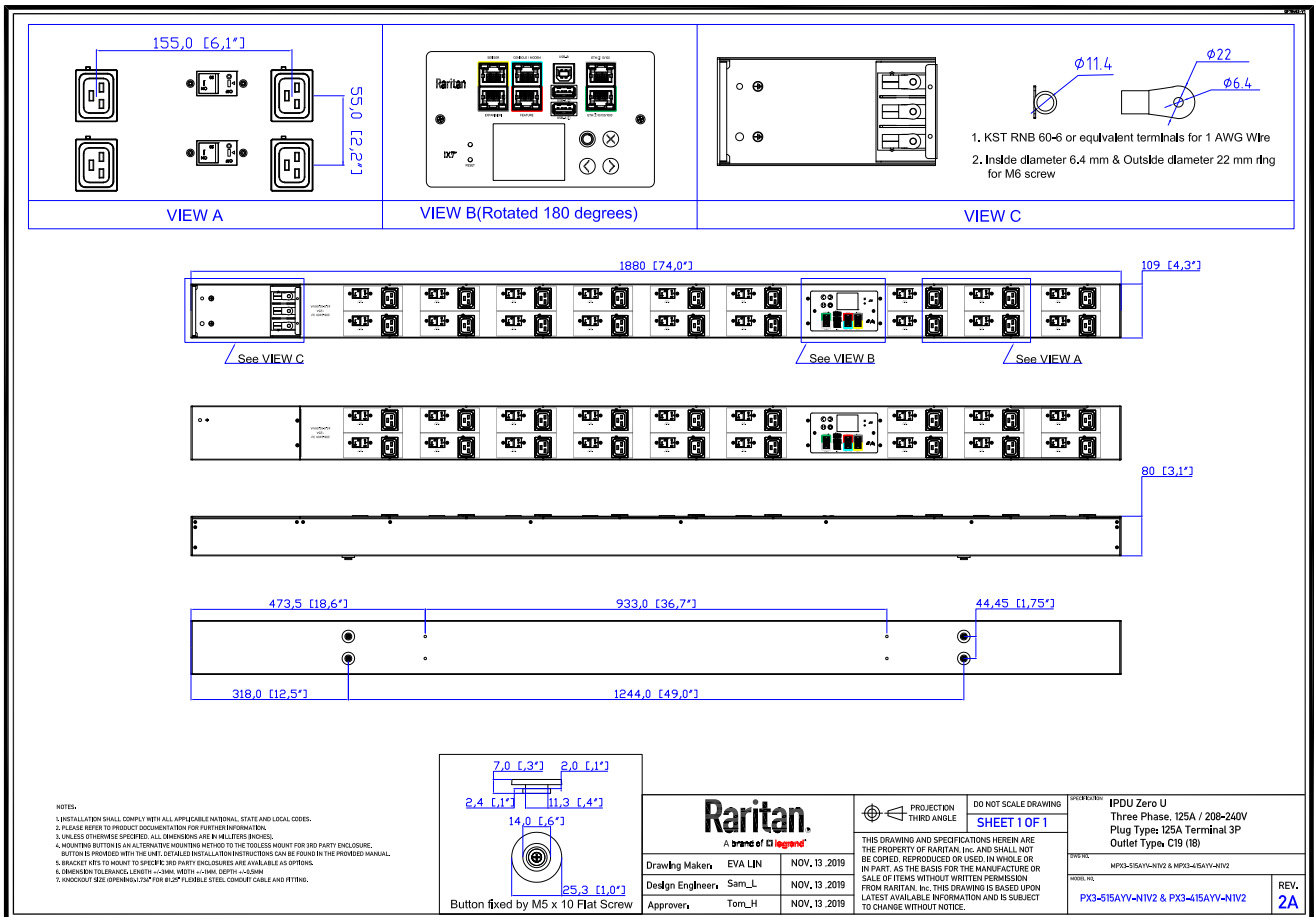 155,0 [6,1"]
55,0 [2,2"]
VIEW A
Raritan
SENSOR
CONSOLE / MODEM
EXPANSION
FEATURE
RESET
VIEW B(Rotated 180 degrees)
Ø11.4
Ø22
Ø6.4
1. KST RNB 60-6 or equivalent terminals for 1 AWG Wire
2. Inside diameter 6.4 mm & Outside diameter 22 mm ring
for M6 screw
VIEW C
1880 [74,0"]
109 [4,3"]
See VIEW C
See VIEW B
See VIEW A
80 [3,1"]
473,5 [18,6"]
933,0 [36,7"]
44,45 [1,75"]
318,0 [12,5"]
1244,0 [49,0"]
7,0 [,3"]
2,0 [,1"]
2,4 [,1"]
11,3 [,4"]
14,0 [,6"]
25,3 [1,0"]
Button fixed by M5 x 10 Flat Screw
NOTES:
1. INSTALLATION SHALL COMPLY WITH ALL APPLICABLE NATIONAL, STATE AND LOCAL CODES.
2. PLEASE REFER TO PRODUCT DOCUMENTATION FOR FURTHER INFORMATION.
3. UNLESS OTHERWISE SPECIFIED, ALL DIMENSIONS ARE IN MILLITERS (INCHES).
4. MOUNTING BUTTON IS AN ALTERNATIVE MOUNTING METHOD TO THE TOOLESS MOUNT FOR 3RD PARTY ENCLOSURE.
BUTTON IS PROVIDED WITH THE UNIT. DETAILED INSTALLATION INSTRUCTIONS CAN BE FOUND IN THE PROVIDED MANUAL.
5. BRACKET KITS TO MOUNT TO SPECIFIC 3RD PARTY ENCLOSURES ARE AVAILABLE AS OPTIONS.
6. DIMENSION TOLERANCE: LENGTH +/-3MM, WIDTH +/-1MM, DEPTH +/-0.5MM
7. KNOCKOUT SIZE (OPENING):1.734" FOR Ø1.25" FLEXIBLE STEEL CONDUIT CABLE AND FITTING.
Raritan.
A brand of legrand
Drawing Maker: EVA LIN NOV. 13 .2019
Design Engineer: Sam_L NOV. 13 .2019
Approver: Tom_H NOV. 13 .2019
PROJECTION
THIRD ANGLE
DO NOT SCALE DRAWING
SHEET 1 OF 1
THIS DRAWING AND SPECIFICATIONS HEREIN ARE
THE PROPERTY OF RARITAN, Inc. AND SHALL NOT
BE COPIED, REPRODUCED OR USED, IN WHOLE OR
IN PART, AS THE BASIS FOR THE MANUFACTURE OR
SALE OF ITEMS WITHOUT WRITTEN PERMISSION
FROM RARITAN, Inc. THIS DRAWING IS BASED UPON
LATEST AVAILABLE INFORMATION AND IS SUBJECT
TO CHANGE WITHOUT NOTICE.
SPECIFICATION
IPDU Zero U
Three Phase, 125A / 208-240V
Plug Type: 125A Terminal 3P
Outlet Type: C19 (18)
DWG NO.
MPX3-515AYV-N1V2 & MPX3-415AYV-N1V2
MODEL NO.
PX3-515AYV-N1V2 & PX3-415AYV-N1V2
REV.
2A